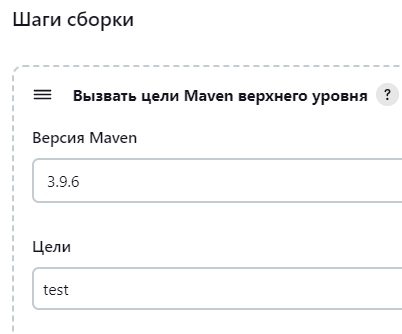 Шаги сборки
Вызвать цели Maven верхнего уровня ?
Версия Maven
3.9.6
Цели
test